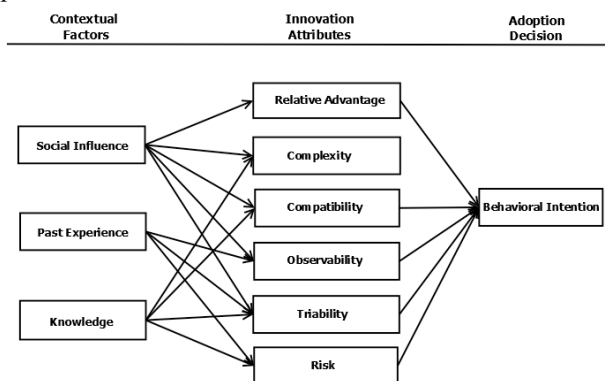 Contextual
Factors
Innovation
Attributes
Adoption
Decision
Relative Advantage
Social Influence
Complexity
Compatibility
Behavioral Intention
Past Experience
Observability
Knowledge
Triability
Risk